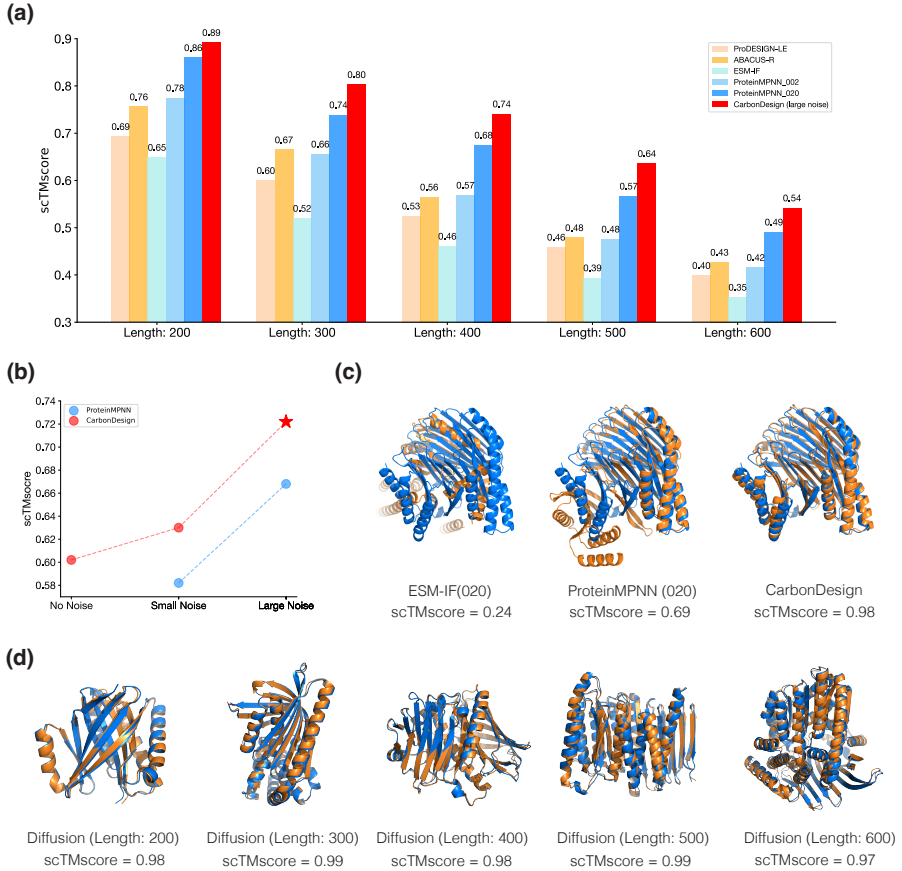 (a)
scTMscore
0.9
0.8
0.7
0.6
0.5
0.4
0.3
0.69
0.76
0.65
0.78
0.86
0.89
0.60
0.67
0.52
0.66
0.74
0.80
0.53
0.56
0.46
0.57
0.68
0.74
0.46
0.48
0.39
0.48
0.57
0.64
0.40
0.43
0.35
0.42
0.49
0.54
Length: 200
Length: 300
Length: 400
Length: 500
Length: 600
ProDESIGN-LE
ABACUS-R
ESM-IF
ProteinMPNN_002
ProteinMPNN_020
CarbonDesign (large noise)
(b)
scTMscore
0.74
0.72
0.70
0.68
0.66
0.64
0.62
0.60
0.58
ProteinMPNN
CarbonDesign
No Noise
Small Noise
Large Noise
(c)
ESM-IF(020)
scTMscore = 0.24
ProteinMPNN (020)
scTMscore = 0.69
CarbonDesign
scTMscore = 0.98
(d)
Diffusion (Length: 200)
scTMscore = 0.98
Diffusion (Length: 300)
scTMscore = 0.99
Diffusion (Length: 400)
scTMscore = 0.98
Diffusion (Length: 500)
scTMscore = 0.99
Diffusion (Length: 600)
scTMscore = 0.97